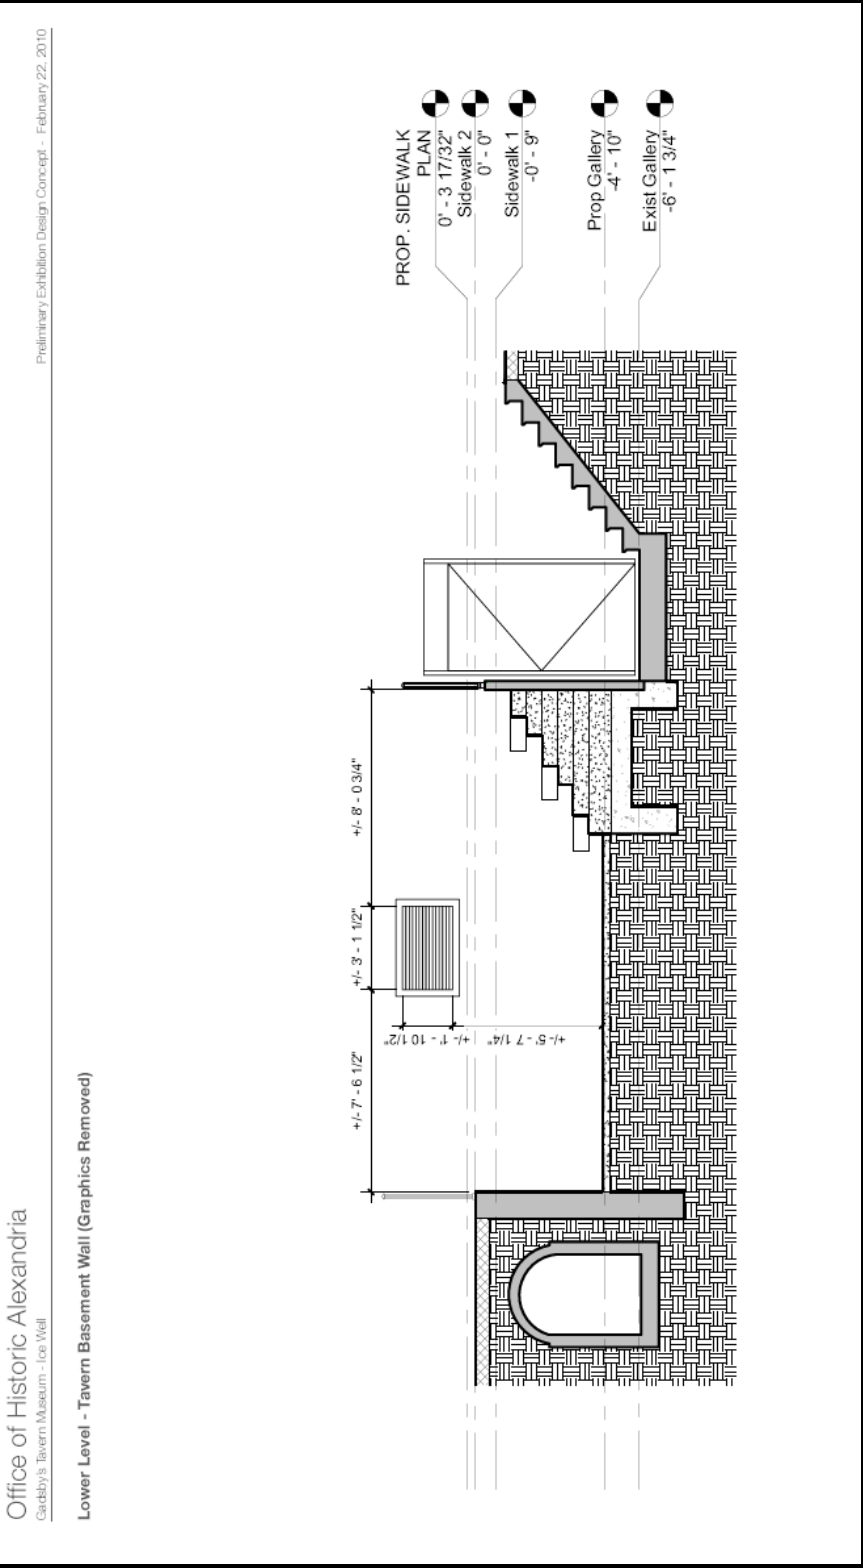 Office of Historic Alexandria
Gadsby's Tavern Museum - Ice Well
Preliminary Exhibition Design Concept - February 22, 2010
Lower Level - Tavern Basement Wall (Graphics Removed)
+/- 7' - 6 1/2"
+/- 3' - 1 1/2"
+/- 8' - 0 3/4"
+/- 1' - 10 1/2"
+/- 5' - 7 1/4"
PROP. SIDEWALK
PLAN
0' - 3 17/32"
Sidewalk 2
0' - 0"
Sidewalk 1
-0' - 9"
Prop Gallery
-4' - 10"
Exist Gallery
-6' - 1 3/4"